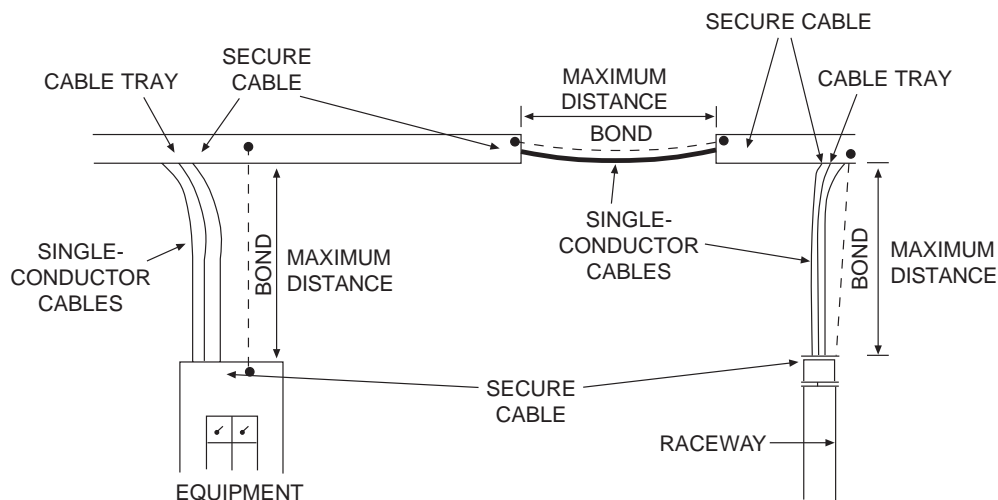 SECURE CABLE
CABLE TRAY
SECURE
CABLE
MAXIMUM
DISTANCE
CABLE TRAY
BOND
SINGLE-
CONDUCTOR
CABLES
BOND
MAXIMUM
DISTANCE
SINGLE-
CONDUCTOR
CABLES
BOND
MAXIMUM
DISTANCE
SECURE
CABLE
RACEWAY
EQUIPMENT